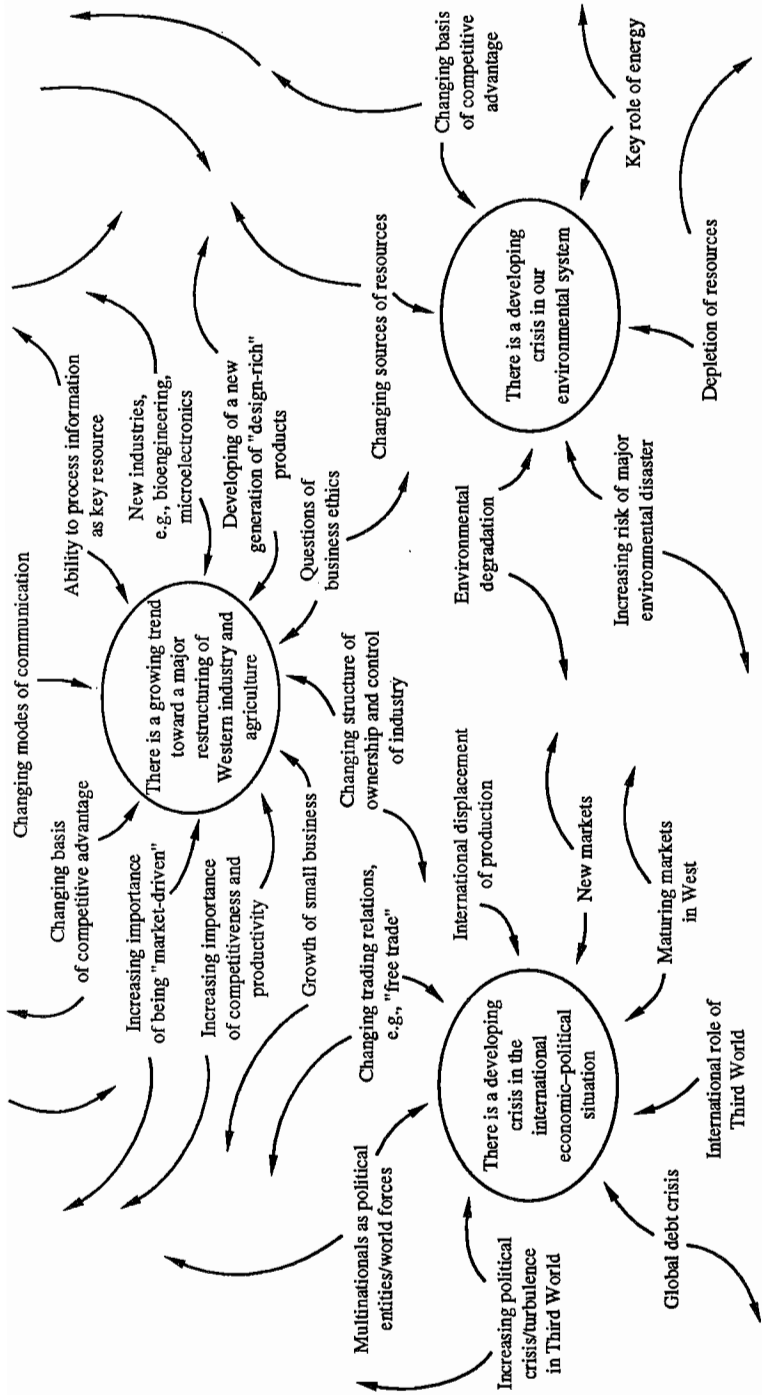 Changing modes of communication
Changing basis
of competitive advantage
Ability to process information
as key resource
Increasing importance
of being "market-driven"
There is a growing trend
toward a major
restructuring of
Western industry and
agriculture
New industries,
e.g., bioengineering,
microelectronics
Increasing importance
of competitiveness and
productivity
Developing of a new
generation of "design-rich"
products
Growth of small business
Questions of
business ethics
Changing structure of
ownership and control
of industry
Changing trading relations,
e.g., "free trade"
Multinationals as political
entities/world forces
Changing sources of resources
Changing basis
of competitive
advantage
International displacement
of production
Environmental
degradation
Increasing political
crisis/turbulence
in Third World
There is a developing
crisis in the
international
economic–political
situation
There is a developing
crisis in our
environmental system
New markets
Increasing risk of major
environmental disaster
Key role of energy
Maturing markets
in West
Global debt crisis
International role of
Third World
Depletion of resources